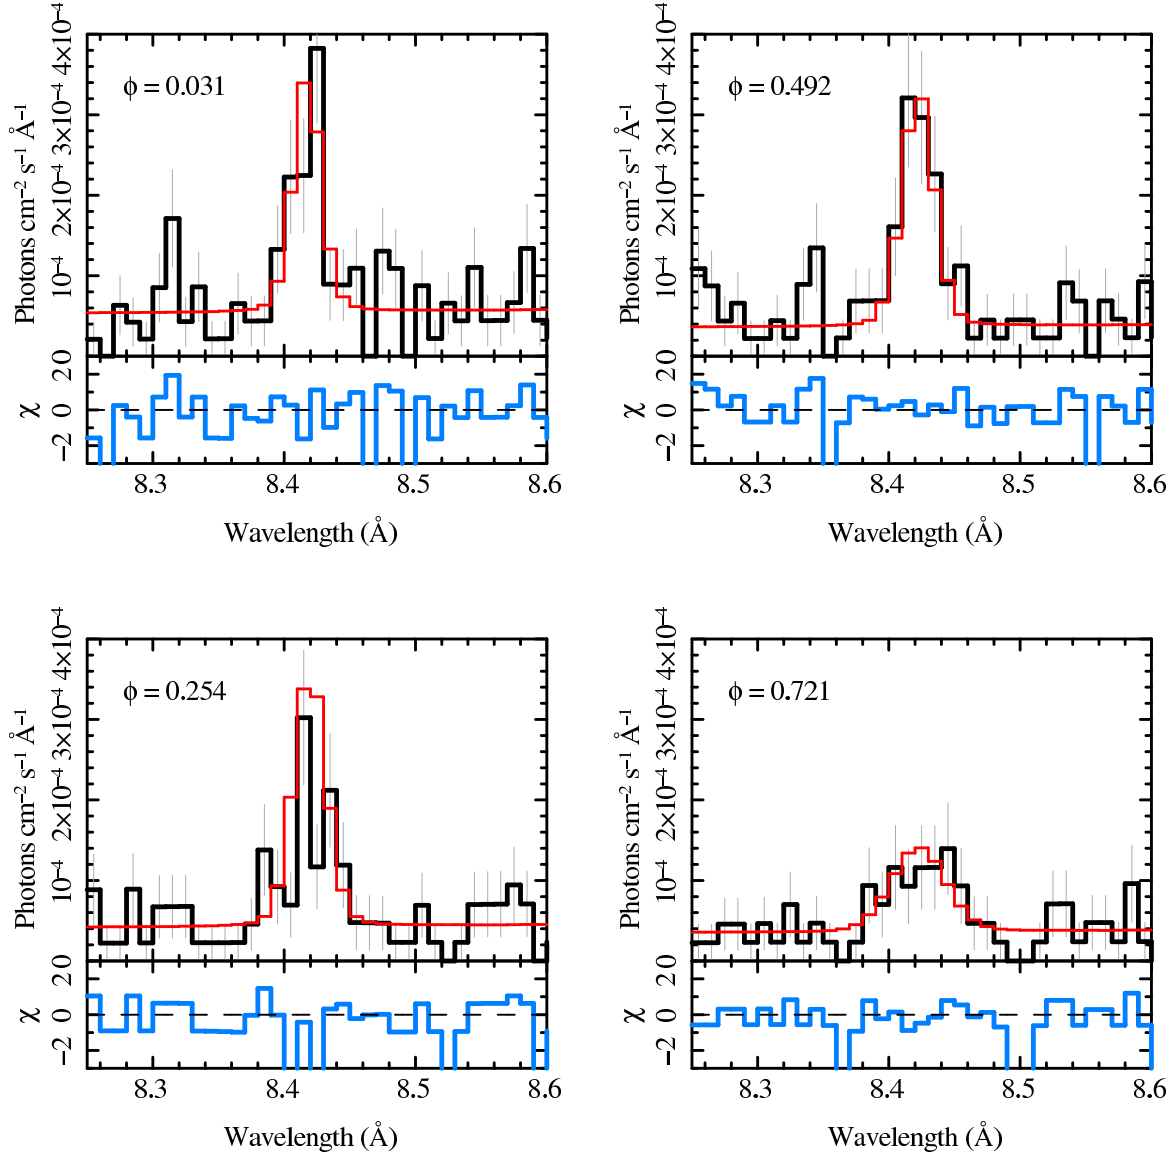 ϕ = 0.031
Photons cm⁻² s⁻¹ Å⁻¹
0 10⁻⁴ 2×10⁻⁴ 3×10⁻⁴ 4×10⁻⁴
χ
−2 0 2
8.3 8.4 8.5 8.6
Wavelength (Å)
ϕ = 0.492
Photons cm⁻² s⁻¹ Å⁻¹
0 10⁻⁴ 2×10⁻⁴ 3×10⁻⁴ 4×10⁻⁴
χ
−2 0 2
8.3 8.4 8.5 8.6
Wavelength (Å)
ϕ = 0.254
Photons cm⁻² s⁻¹ Å⁻¹
0 10⁻⁴ 2×10⁻⁴ 3×10⁻⁴ 4×10⁻⁴
χ
−2 0 2
8.3 8.4 8.5 8.6
Wavelength (Å)
ϕ = 0.721
Photons cm⁻² s⁻¹ Å⁻¹
0 10⁻⁴ 2×10⁻⁴ 3×10⁻⁴ 4×10⁻⁴
χ
−2 0 2
8.3 8.4 8.5 8.6
Wavelength (Å)